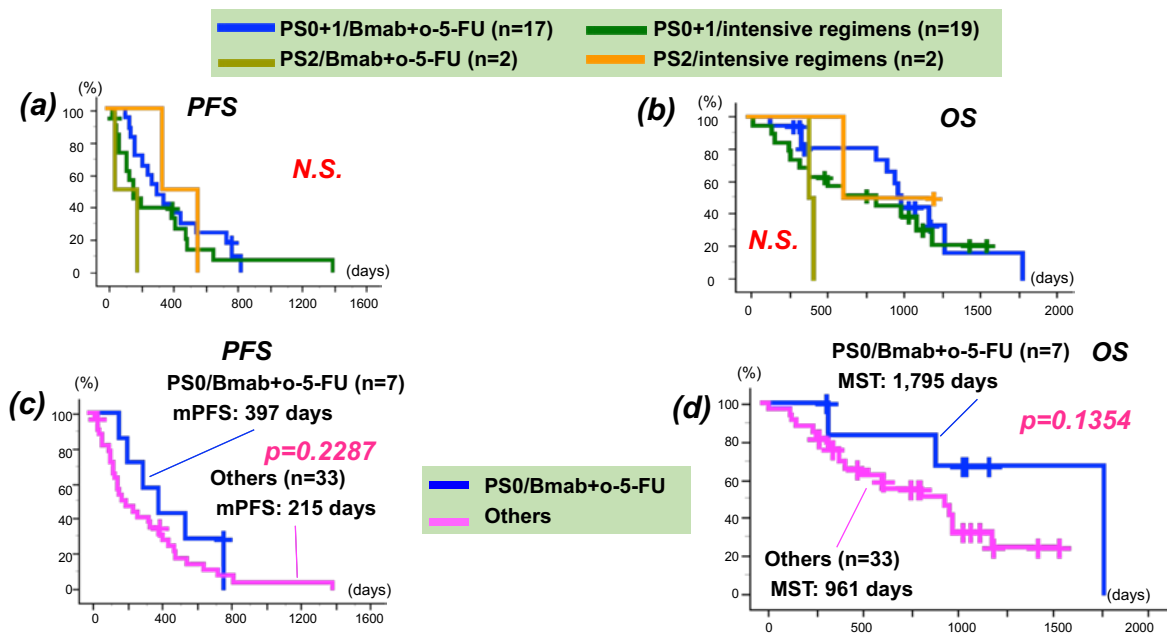 PS0+1/Bmab+o-5-FU (n=17)
PS0+1/intensive regimens (n=19)
PS2/Bmab+o-5-FU (n=2)
PS2/intensive regimens (n=2)
(a)
(%)
PFS
100
80
60
40
20
0
N.S.
(days)
0 400 800 1200 1600
(b)
(%)
OS
100
80
60
40
20
0
N.S.
(days)
500 1000 1500 2000
(c)
(%)
PFS
PS0/Bmab+o-5-FU (n=7)
mPFS: 397 days
p=0.2287
Others (n=33)
mPFS: 215 days
100
80
60
40
20
0
(days)
0 200 400 600 800 1200 1600
PS0/Bmab+o-5-FU
Others
(d)
(%)
PS0/Bmab+o-5-FU (n=7)
OS
MST: 1,795 days
p=0.1354
Others (n=33)
MST: 961 days
100
80
60
40
20
0
(days)
0 500 1000 1500 2000